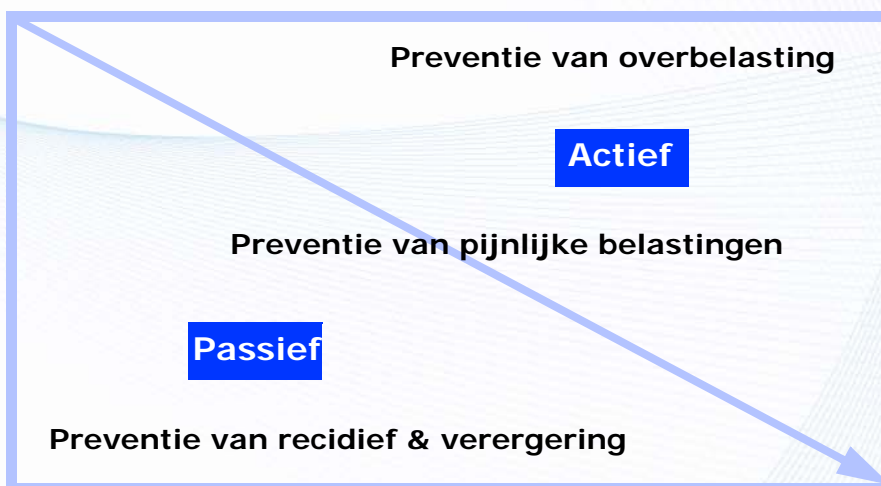 Preventie van overbelasting
Actief
Preventie van pijnlijke belastingen
Passief
Preventie van recidief & verergering